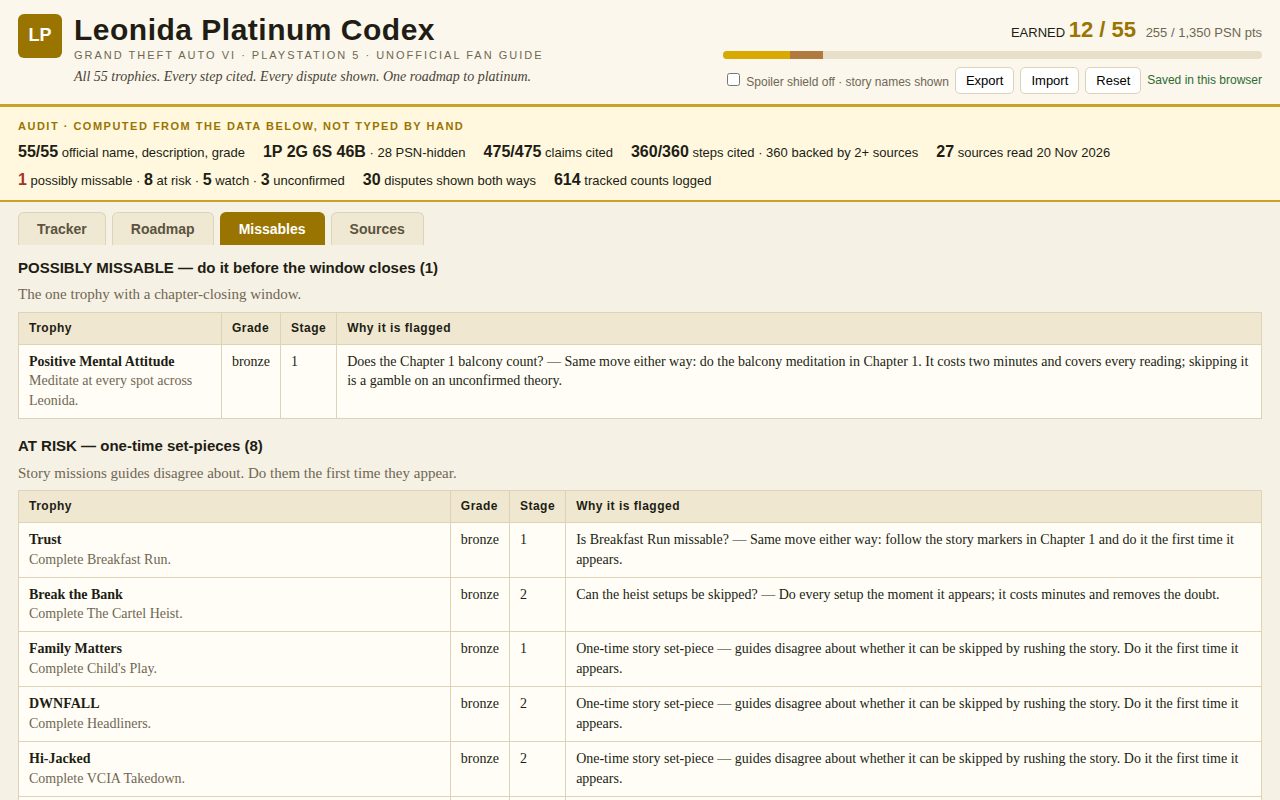 LP
Leonida Platinum Codex
GRAND THEFT AUTO VI · PLAYSTATION 5 · UNOFFICIAL FAN GUIDE
All 55 trophies. Every step cited. Every dispute shown. One roadmap to platinum.
EARNED 12 / 55 255 / 1,350 PSN pts
Spoiler shield off · story names shown Export Import Reset Saved in this browser
AUDIT · COMPUTED FROM THE DATA BELOW, NOT TYPED BY HAND
55/55 official name, description, grade 1P 2G 6S 46B · 28 PSN-hidden 475/475 claims cited 360/360 steps cited · 360 backed by 2+ sources 27 sources read 20 Nov 2026
1 possibly missable · 8 at risk · 5 watch · 3 unconfirmed 30 disputes shown both ways 614 tracked counts logged
Tracker Roadmap Missables Sources
POSSIBLY MISSABLE — do it before the window closes (1)
The one trophy with a chapter-closing window.
Trophy Grade Stage Why it is flagged
Positive Mental Attitude bronze 1 Does the Chapter 1 balcony count? — Same move either way: do the balcony meditation in Chapter 1. It costs two minutes and covers every reading; skipping it
Meditate at every spot across is a gamble on an unconfirmed theory.
Leonida.
AT RISK — one-time set-pieces (8)
Story missions guides disagree about. Do them the first time they appear.
Trophy Grade Stage Why it is flagged
Trust bronze 1 Is Breakfast Run missable? — Same move either way: follow the story markers in Chapter 1 and do it the first time it
Complete Breakfast Run. appears.
Break the Bank bronze 2 Can the heist setups be skipped? — Do every setup the moment it appears; it costs minutes and removes the doubt.
Complete The Cartel Heist.
Family Matters bronze 1 One-time story set-piece — guides disagree about whether it can be skipped by rushing the story. Do it the first time it
Complete Child's Play. appears.
DWNFALL bronze 2 One-time story set-piece — guides disagree about whether it can be skipped by rushing the story. Do it the first time it
Complete Headliners. appears.
Hi-Jacked bronze 2 One-time story set-piece — guides disagree about whether it can be skipped by rushing the story. Do it the first time it
Complete VCIA Takedown. appears.